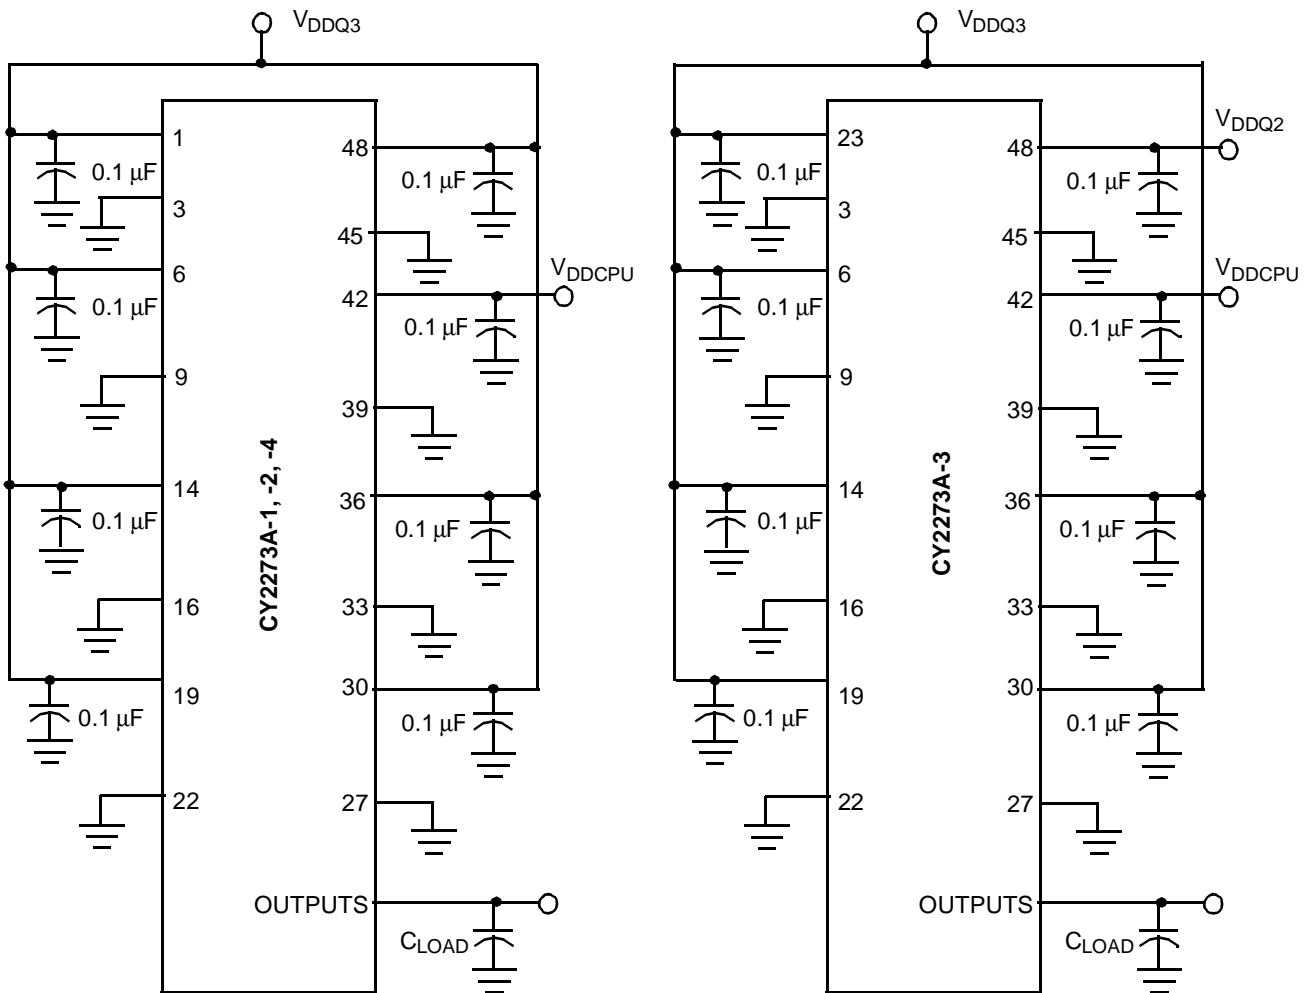 VDDQ3
1
0.1 µF
3
6
0.1 µF
9
14
0.1 µF
16
19
0.1 µF
22
CY2273A-1, -2, -4
48
0.1 µF
45
VDDCPU
42
0.1 µF
39
36
0.1 µF
33
30
0.1 µF
27
OUTPUTS
CLOAD
VDDQ3
23
0.1 µF
3
6
0.1 µF
9
14
0.1 µF
16
19
0.1 µF
22
CY2273A-3
VDDQ2
48
0.1 µF
45
VDDCPU
42
0.1 µF
39
36
0.1 µF
33
30
0.1 µF
27
OUTPUTS
CLOAD